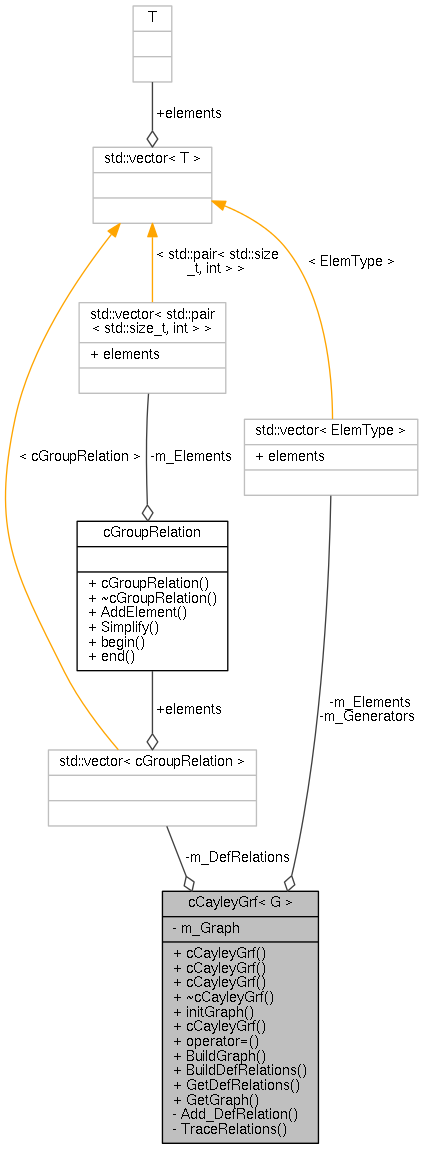 T
+elements
std::vector< T >
< std::pair< std::size
_t, int > >
< ElemType >
std::vector< std::pair
< std::size_t, int > >
+ elements
std::vector< ElemType >
+ elements
< cGroupRelation >
-m_Elements
cGroupRelation
+ cGroupRelation()
+ ~cGroupRelation()
+ AddElement()
+ Simplify()
+ begin()
+ end()
+elements
-m_Elements
-m_Generators
std::vector< cGroupRelation >
-m_DefRelations
cCayleyGrf< G >
- m_Graph
+ cCayleyGrf()
+ cCayleyGrf()
+ cCayleyGrf()
+ ~cCayleyGrf()
+ initGraph()
+ cCayleyGrf()
+ operator=()
+ BuildGraph()
+ BuildDefRelations()
+ GetDefRelations()
+ GetGraph()
- Add_DefRelation()
- TraceRelations()